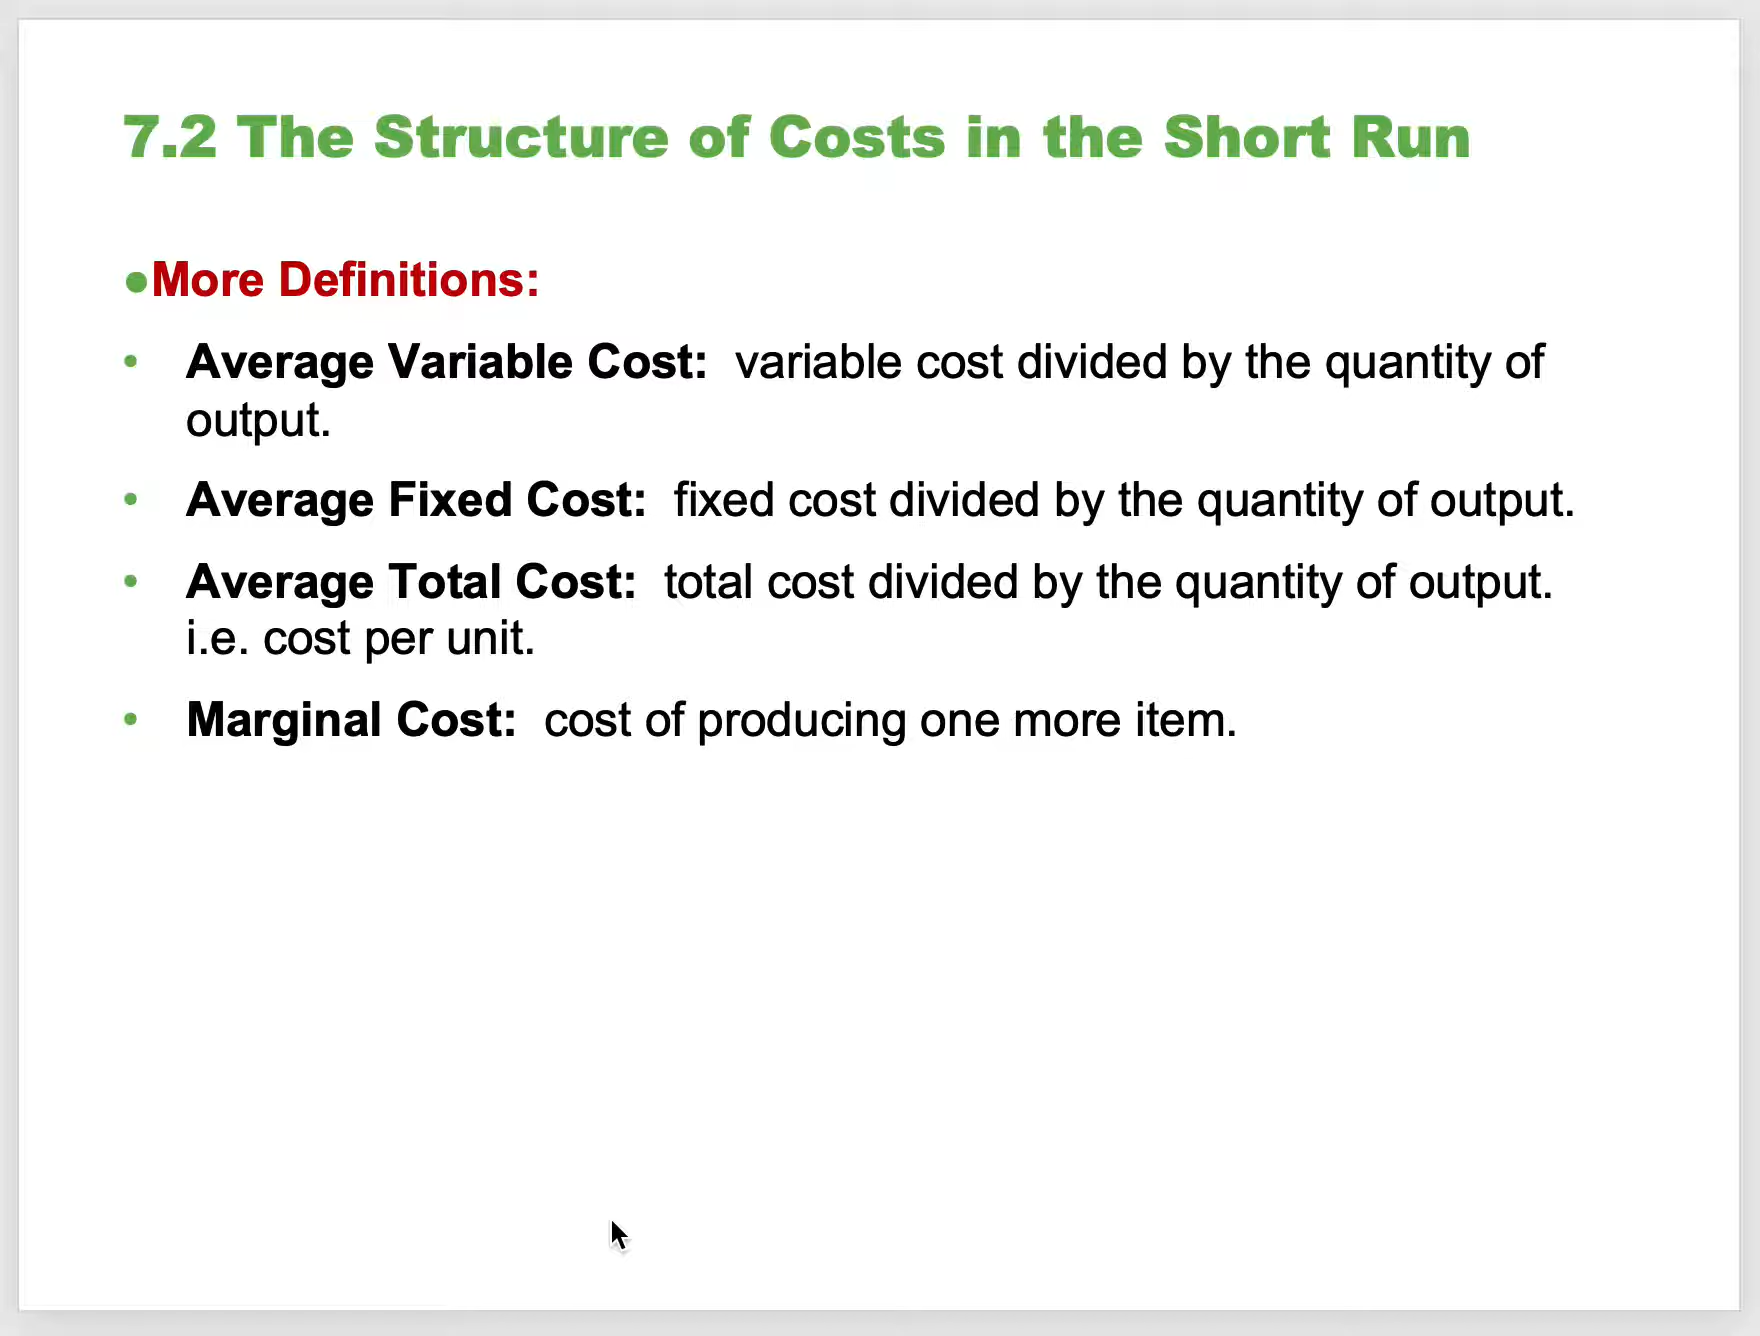 7.2 The Structure of Costs in the Short Run
●More Definitions:
• Average Variable Cost:  variable cost divided by the quantity of
output.
• Average Fixed Cost:  fixed cost divided by the quantity of output.
• Average Total Cost:  total cost divided by the quantity of output.
i.e. cost per unit.
• Marginal Cost:  cost of producing one more item.